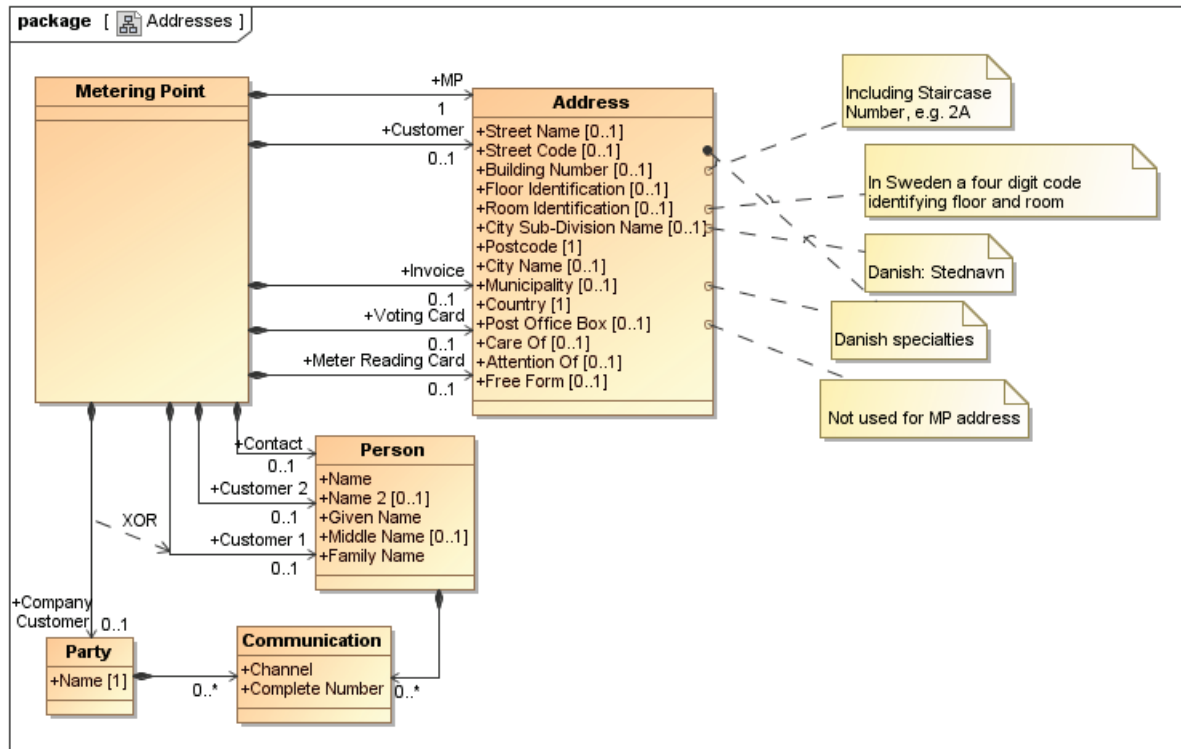 package [ Addresses ]
Metering Point
+MP
1
+Customer
0..1
+Invoice
0..1
+Voting Card
0..1
+Meter Reading Card
0..1
Address
+Street Name [0..1]
+Street Code [0..1]
+Building Number [0..1]
+Floor Identification [0..1]
+Room Identification [0..1]
+City Sub-Division Name [0..1]
+Postcode [1]
+City Name [0..1]
+Municipality [0..1]
+Country [1]
+Post Office Box [0..1]
+Care Of [0..1]
+Attention Of [0..1]
+Free Form [0..1]
Including Staircase
Number, e.g. 2A
In Sweden a four digit code
identifying floor and room
Danish: Stednavn
Danish specialties
Not used for MP address
+Contact
0..1
+Customer 2
0..1
XOR
+Customer 1
0..1
Person
+Name
+Name 2 [0..1]
+Given Name
+Middle Name [0..1]
+Family Name
+Company
Customer
0..1
Party
+Name [1]
0..*
Communication
+Channel
+Complete Number
0..*